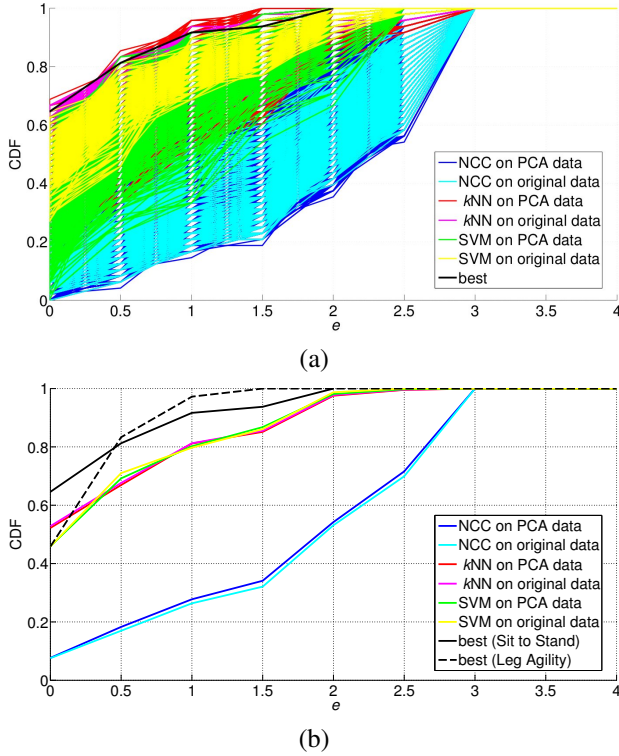 1
0.8
0.6
0.4
0.2
0
CDF
0 0.5 1 1.5 2 2.5 3 3.5 4
e
NCC on PCA data
NCC on original data
kNN on PCA data
kNN on original data
SVM on PCA data
SVM on original data
best
(a)
1
0.8
0.6
0.4
0.2
0
CDF
0 0.5 1 1.5 2 2.5 3 3.5 4
e
NCC on PCA data
NCC on original data
kNN on PCA data
kNN on original data
SVM on PCA data
SVM on original data
best (Sit to Stand)
best (Leg Agility)
(b)